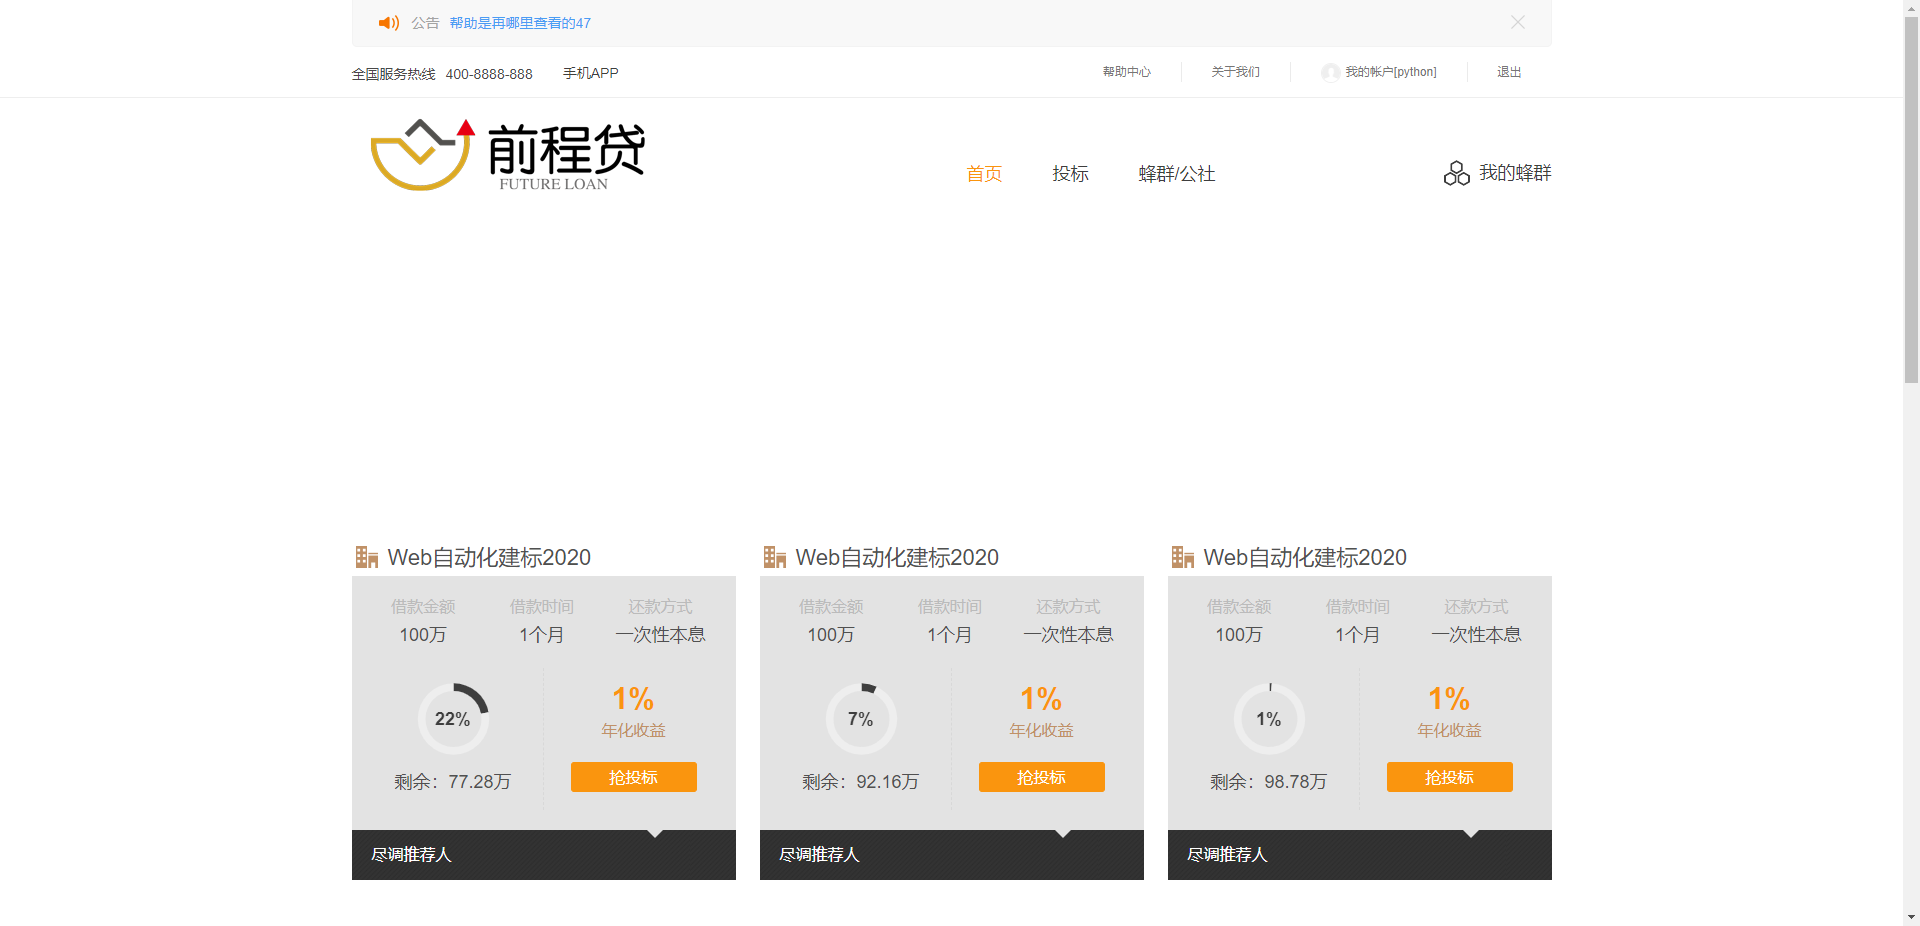 公告 帮助是再哪里查看的47
全国服务热线 400-8888-888 手机APP 帮助中心 关于我们 我的帐户[python] 退出
前程贷
FUTURE LOAN
首页 投标 蜂群/公社 我的蜂群
Web自动化建标2020 Web自动化建标2020 Web自动化建标2020
借款金额 借款时间 还款方式 借款金额 借款时间 还款方式 借款金额 借款时间 还款方式
100万 1个月 一次性本息 100万 1个月 一次性本息 100万 1个月 一次性本息
22% 1% 7% 1% 1% 1%
年化收益 年化收益 年化收益
剩余：77.28万 抢投标 剩余：92.16万 抢投标 剩余：98.78万 抢投标
尽调推荐人 尽调推荐人 尽调推荐人